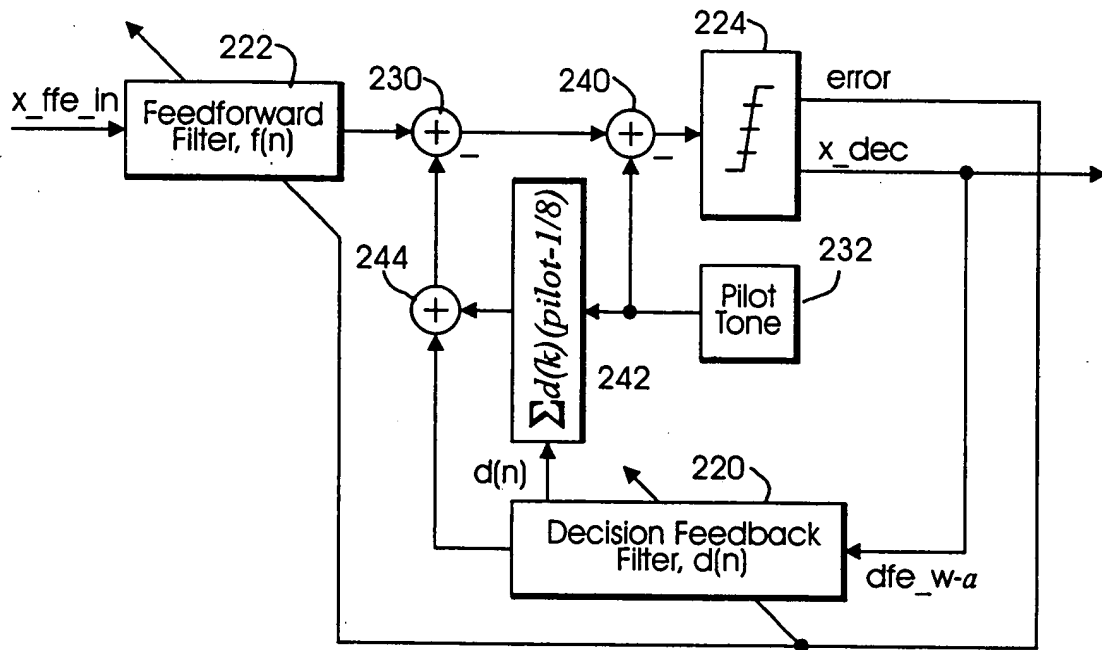 222
224
x_ffe_in
Feedforward
Filter, f(n)
230
+
−
240
+
−
error
x_dec
244
+
∑d(k)(pilot-1/8)
242
Pilot
Tone
232
d(n)
220
Decision Feedback
Filter, d(n)
dfe_w-a